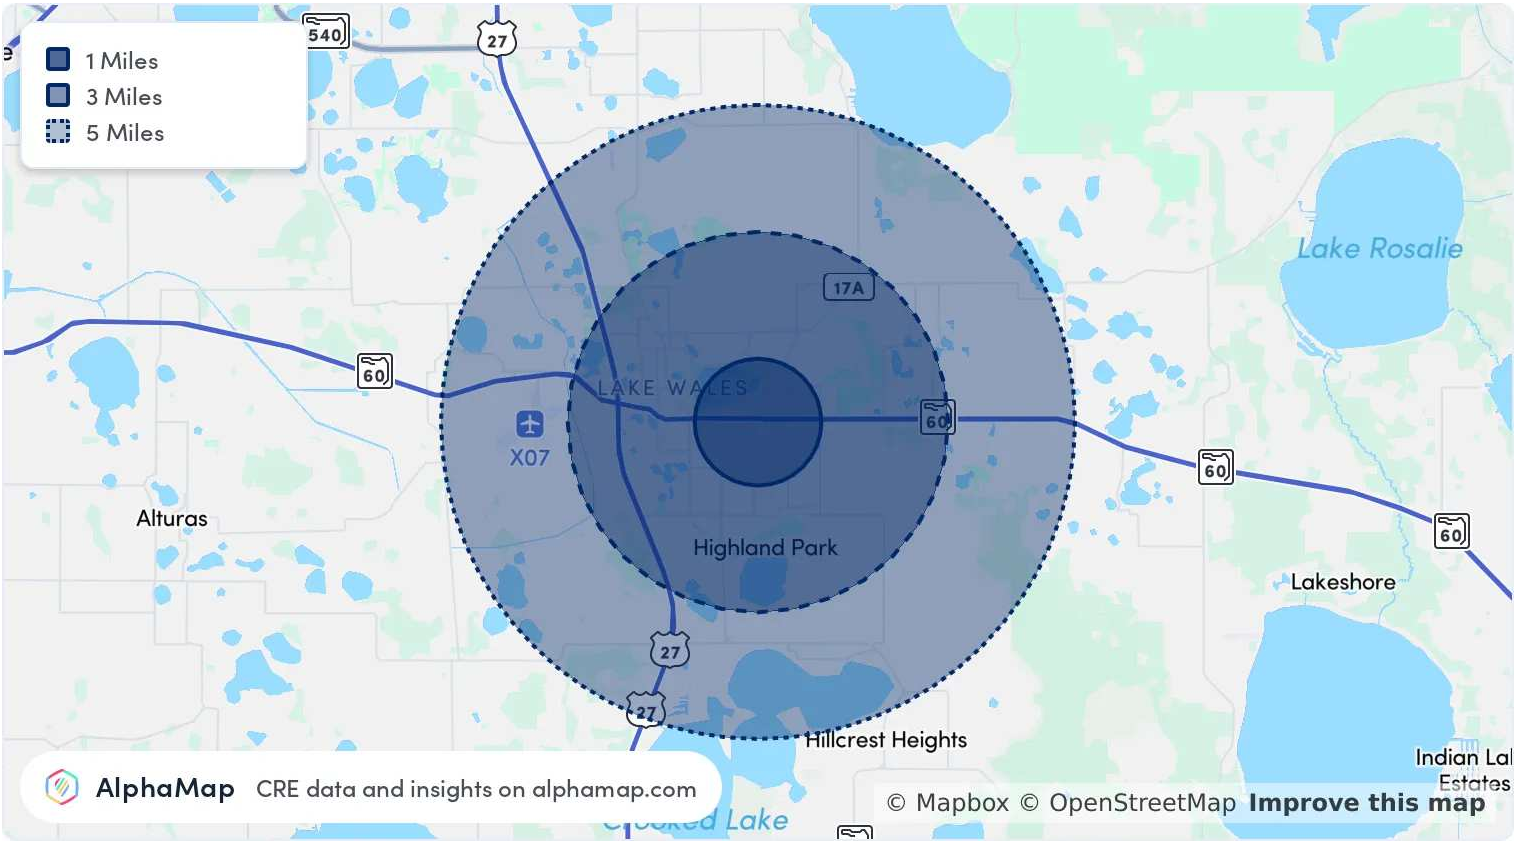 540
27
e
1 Miles
3 Miles
5 Miles
Lake Rosalie
17A
60
LAKE WALES
60
X07
60
Alturas
60
Highland Park
Lakeshore
27
27
Hillcrest Heights
Indian La
Estates
AlphaMap CRE data and insights on alphamap.com
© Mapbox © OpenStreetMap Improve this map
Crooked Lake